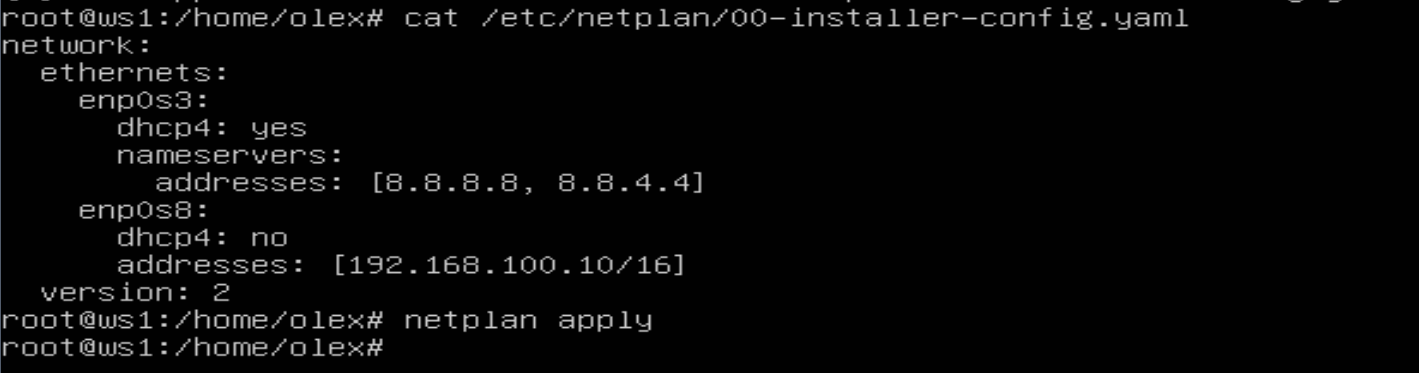 root@ws1:/home/olex# cat /etc/netplan/00-installer-config.yaml
network:
  ethernets:
    enp0s3:
      dhcp4: yes
      nameservers:
        addresses: [8.8.8.8, 8.8.4.4]
    enp0s8:
      dhcp4: no
      addresses: [192.168.100.10/16]
  version: 2
root@ws1:/home/olex# netplan apply
root@ws1:/home/olex#